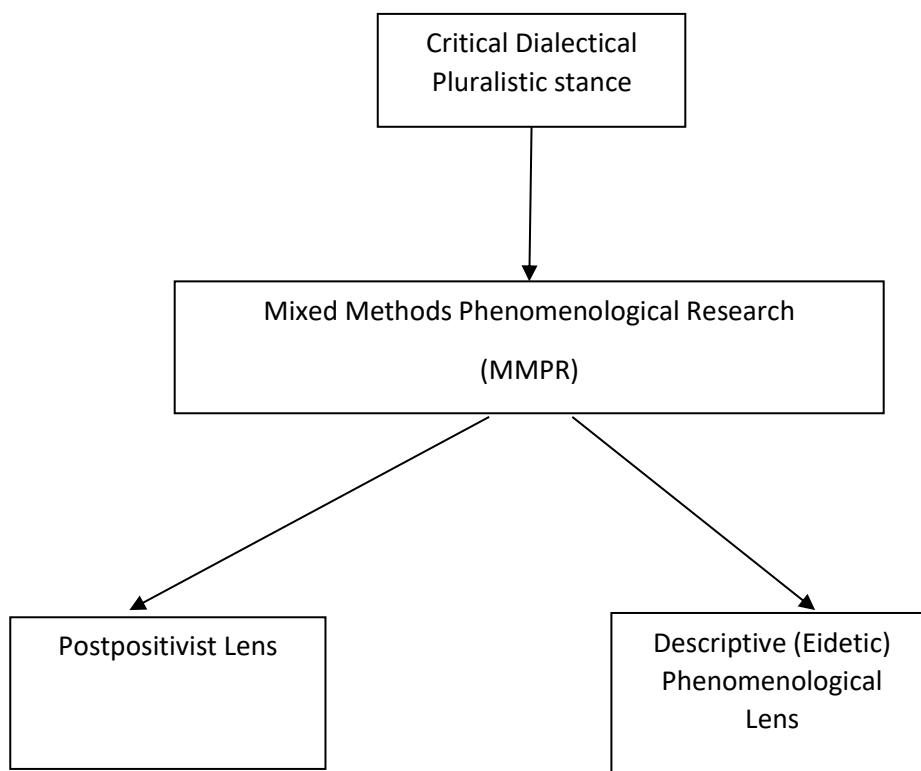 Critical Dialectical
Pluralistic stance
Mixed Methods Phenomenological Research
(MMPR)
Postpositivist Lens
Descriptive (Eidetic)
Phenomenological
Lens